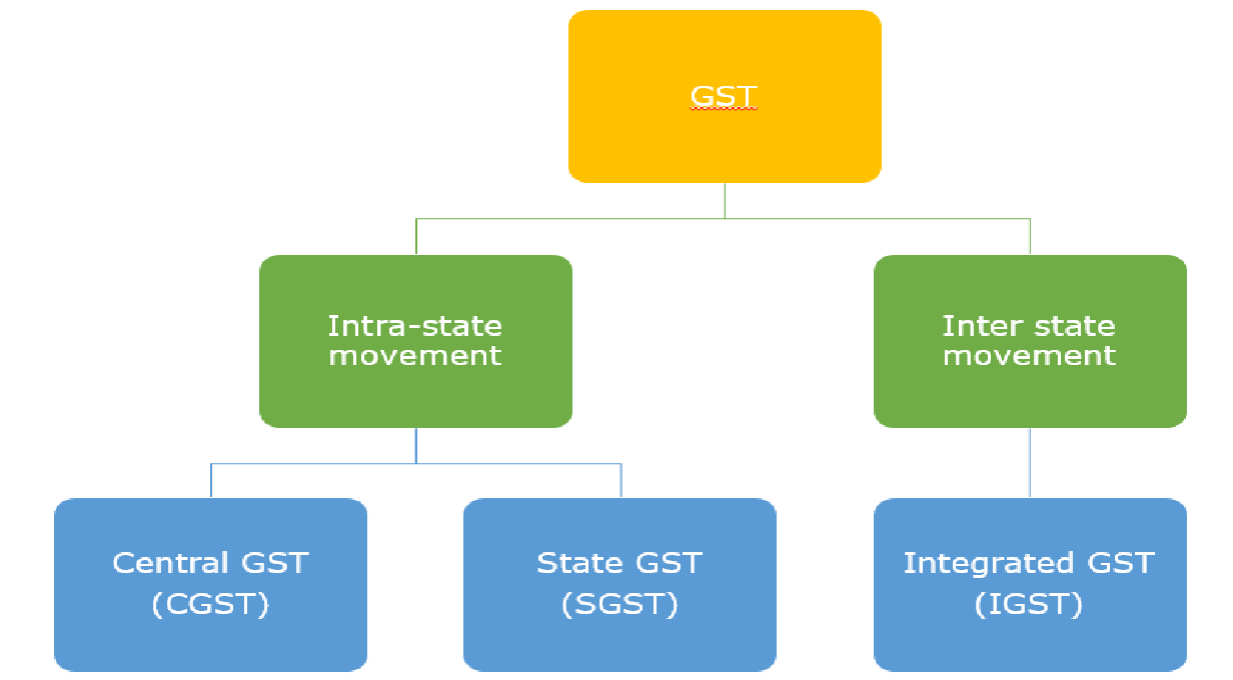 GST
Intra-state
movement
Inter state
movement
Central GST
(CGST)
State GST
(SGST)
Integrated GST
(IGST)